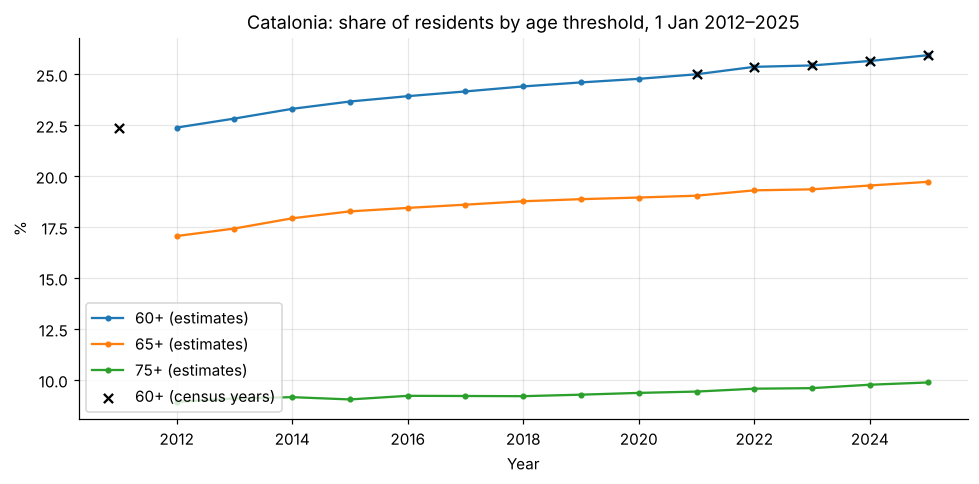 Catalonia: share of residents by age threshold, 1 Jan 2012–2025
%
25.0
22.5
20.0
17.5
15.0
12.5
10.0
60+ (estimates)
65+ (estimates)
75+ (estimates)
60+ (census years)
2012 2014 2016 2018 2020 2022 2024
Year